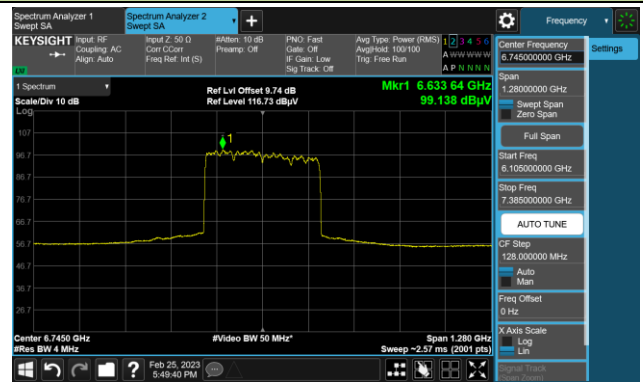 Spectrum Analyzer 1
Swept SA
Spectrum Analyzer 2
Swept SA
Frequency
KEYSIGHT
Input: RF
Coupling: AC
Align: Auto
Input Z: 50 Ω
Corr CCorr
Freq Ref: Int (S)
#Atten: 10 dB
Preamp: Off
PNO: Fast
Gate: Off
IF Gain: Low
Sig Track: Off
Avg Type: Power (RMS)
Avg|Hold: 100/100
Trig: Free Run
1 2 3 4 5 6
A W W W W W
A P N N N N
LW
1 Spectrum
Scale/Div 10 dB
Log
Ref Lvl Offset 9.74 dB
Ref Level 116.73 dBµV
Mkr1 6.633 64 GHz
99.138 dBµV
1
107
96.7
86.7
76.7
66.7
56.7
46.7
36.7
26.7
Center 6.7450 GHz
#Res BW 4 MHz
#Video BW 50 MHz*
Span 1.280 GHz
Sweep ~2.57 ms (2001 pts)
Feb 25, 2023
5:49:40 PM
Center Frequency
6.745000000 GHz
Settings
Span
1.28000000 GHz
Swept Span
Zero Span
Full Span
Start Freq
6.105000000 GHz
Stop Freq
7.385000000 GHz
AUTO TUNE
CF Step
128.000000 MHz
Auto
Man
Freq Offset
0 Hz
X Axis Scale
Log
Lin
Signal Track
(Span Zoom)